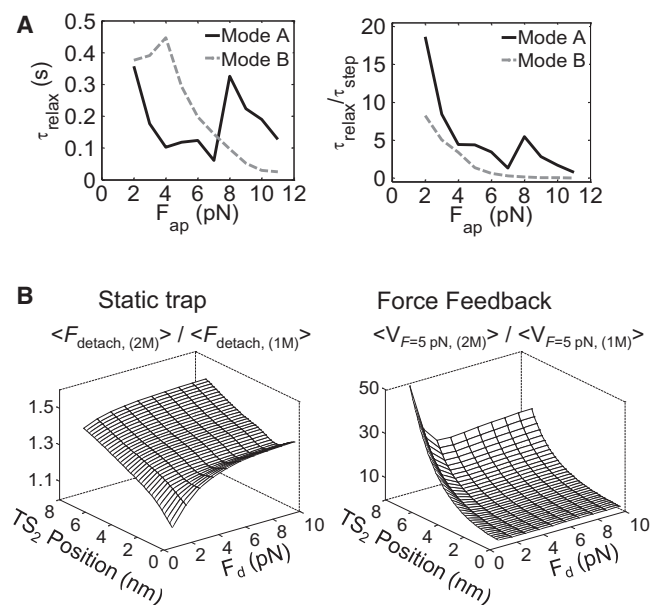 A
τrelax (s)
0.5
0.4
0.3
0.2
0.1
0
0 2 4 6 8 10 12
Fap (pN)
Mode A
Mode B
τrelax/τstep
20
15
10
5
0
0 2 4 6 8 10 12
Fap (pN)
Mode A
Mode B
B
Static trap
<Fdetach, (2M)> / <Fdetach, (1M)>
1.5
1.3
1.1
8 6 4 2 0
TS2 Position (nm)
0 2 4 6 8 10
Fd (pN)
Force Feedback
<VF=5 pN, (2M)> / <VF=5 pN, (1M)>
50
30
10
8 6 4 2 0
TS2 Position (nm)
0 2 4 6 8 10
Fd (pN)